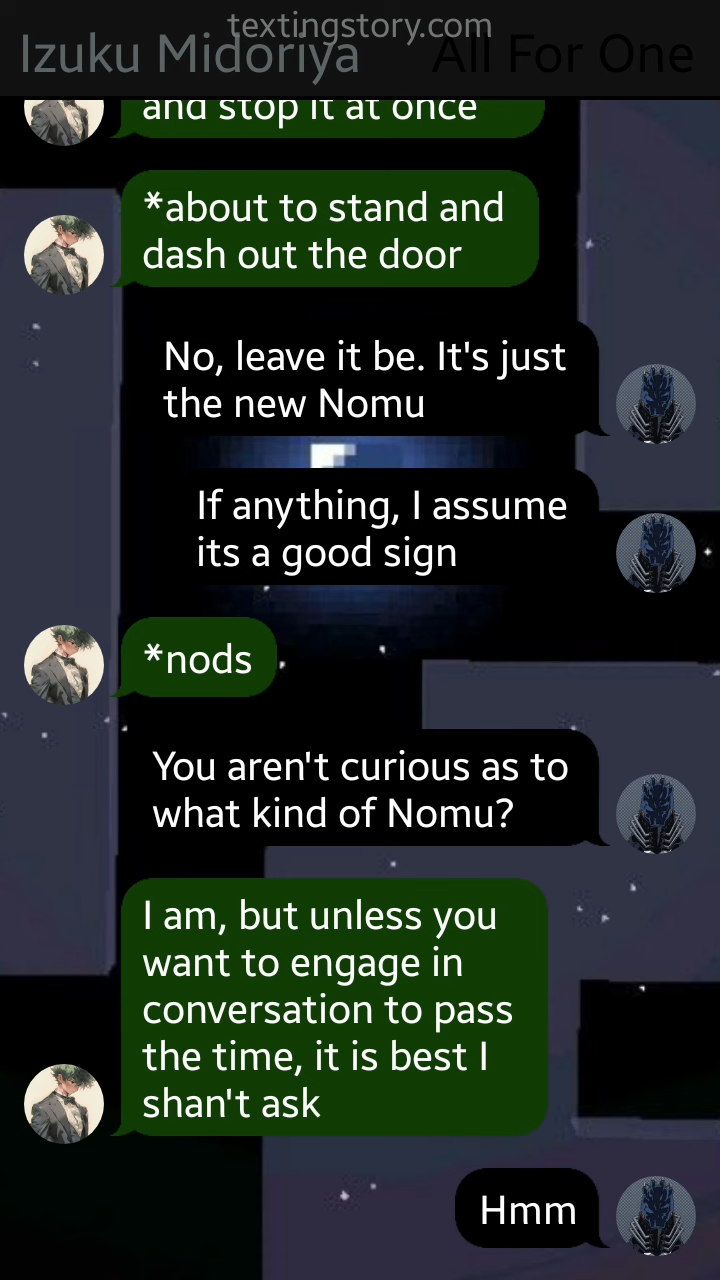 textingstory.com
Izuku Midoriya
All For One
and stop it at once
*about to stand and
dash out the door
No, leave it be. It's just
the new Nomu
If anything, I assume
its a good sign
*nods
You aren't curious as to
what kind of Nomu?
I am, but unless you
want to engage in
conversation to pass
the time, it is best I
shan't ask
Hmm